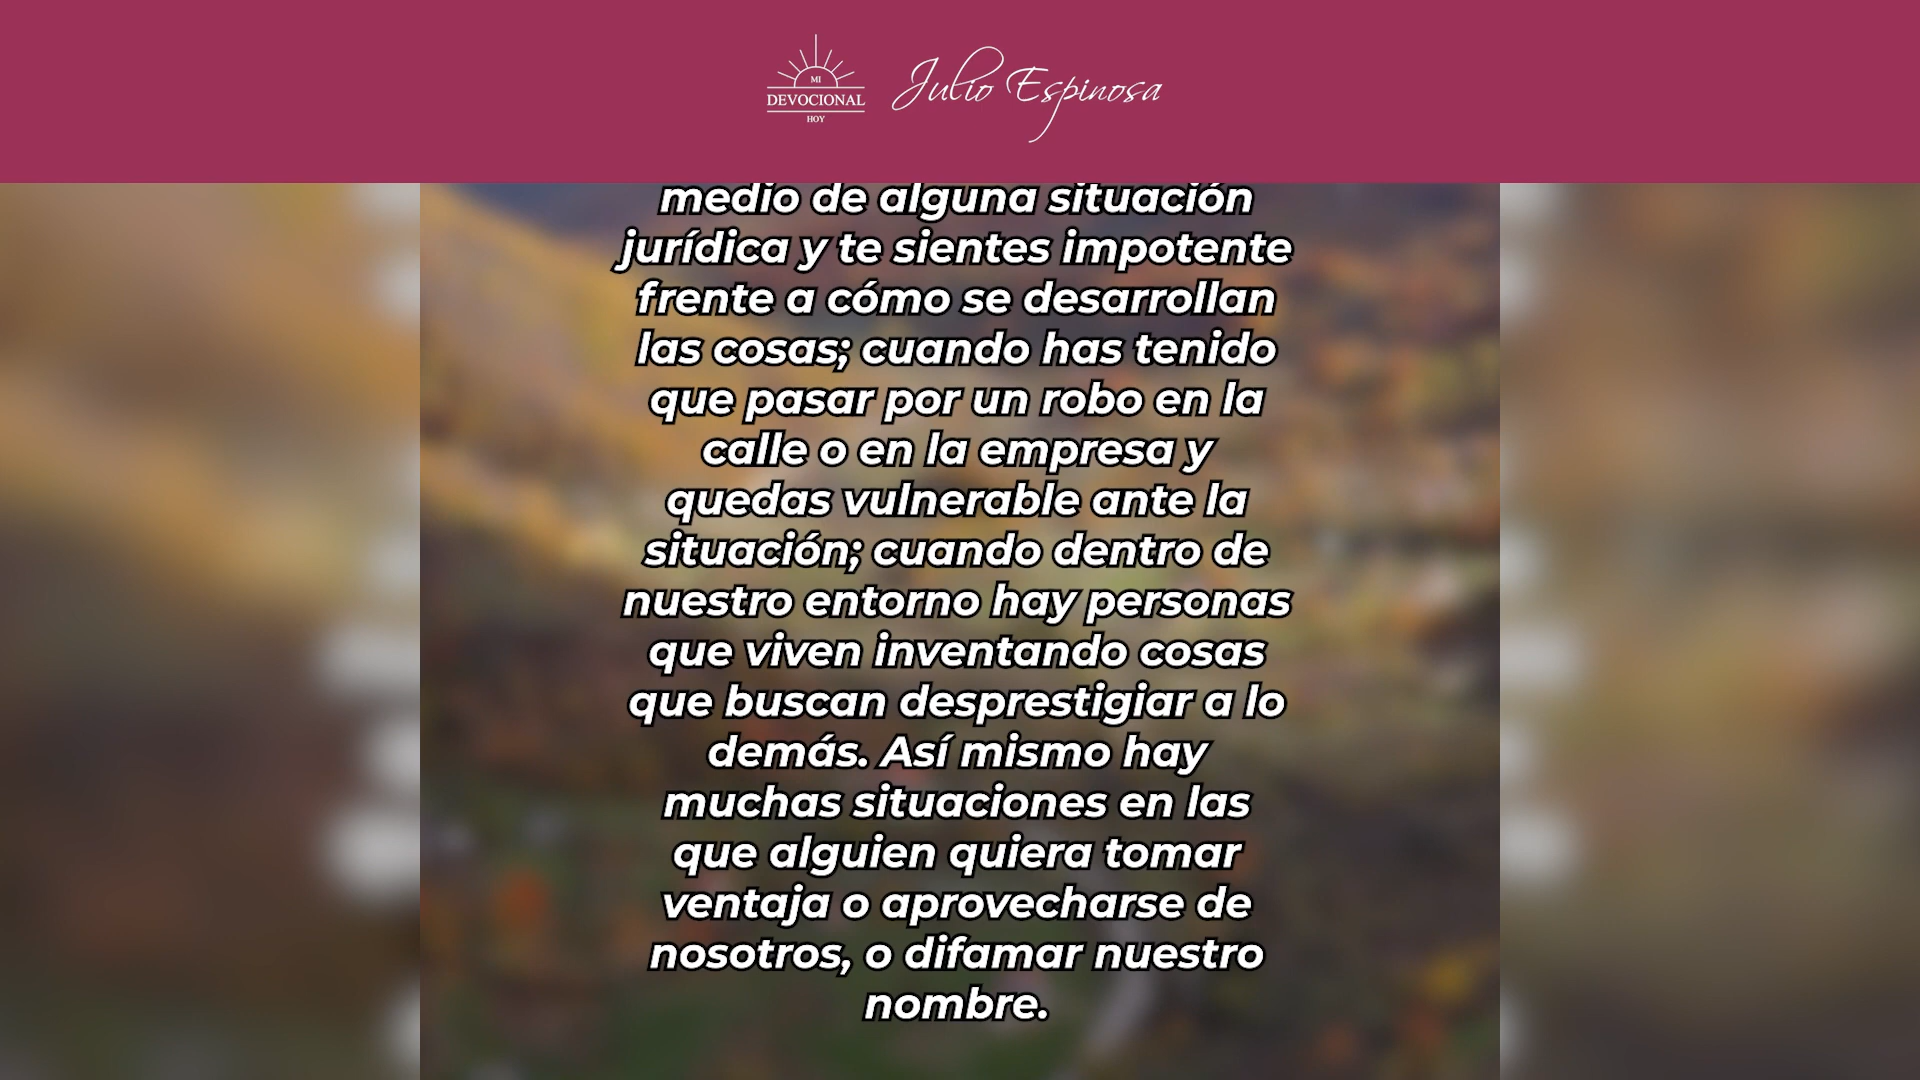 MI
DEVOCIONAL
HOY
Julio Espinosa
medio de alguna situación
jurídica y te sientes impotente
frente a cómo se desarrollan
las cosas; cuando has tenido
que pasar por un robo en la
calle o en la empresa y
quedas vulnerable ante la
situación; cuando dentro de
nuestro entorno hay personas
que viven inventando cosas
que buscan desprestigiar a lo
demás. Así mismo hay
muchas situaciones en las
que alguien quiera tomar
ventaja o aprovecharse de
nosotros, o difamar nuestro
nombre.